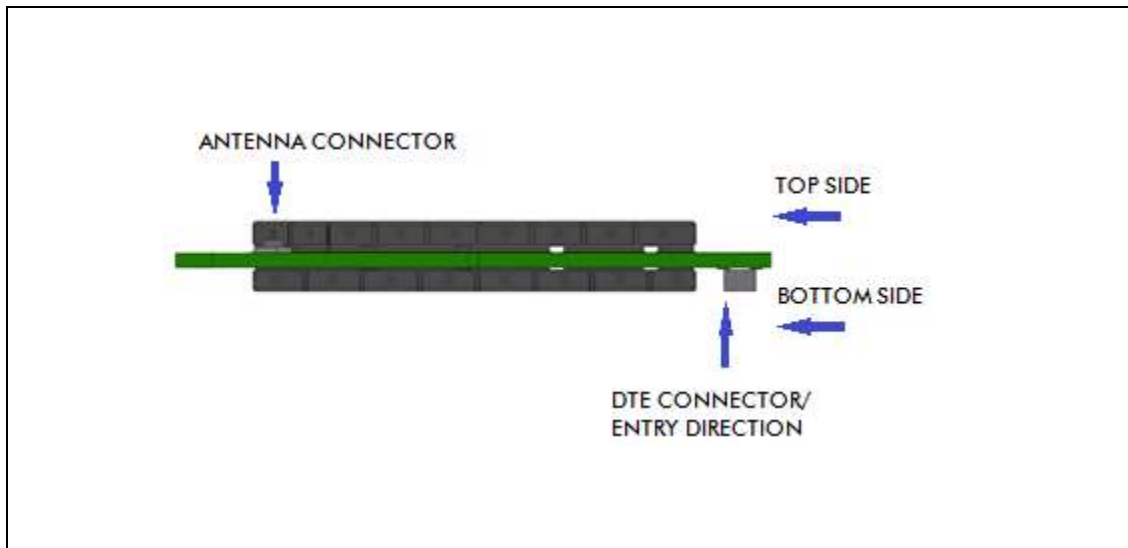 ANTENNA CONNECTOR
TOP SIDE
BOTTOM SIDE
DTE CONNECTOR/
ENTRY DIRECTION